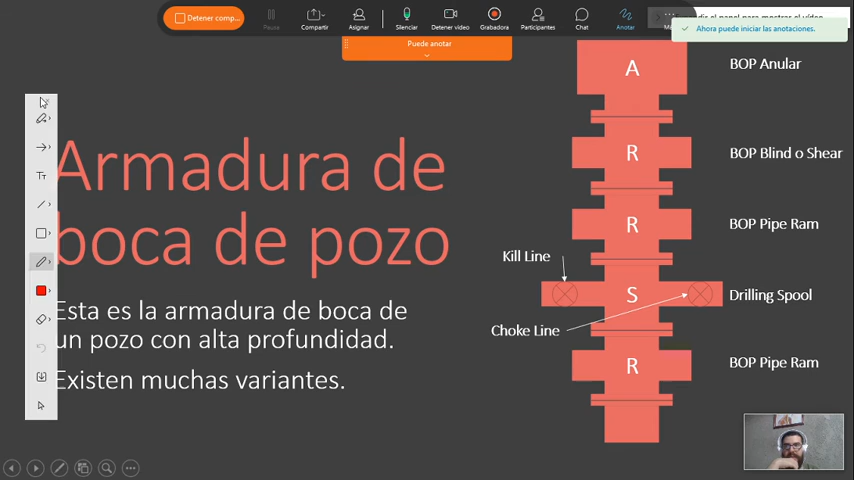 Detener comp...
Pausa
Compartir
Asignar
Silenciar
Detener vídeo
Grabadora
Participantes
Chat
Anotar
Puede anotar
Ahora puede iniciar las anotaciones.
Armadura de
boca de pozo
Esta es la armadura de boca de
un pozo con alta profundidad.
Existen muchas variantes.
A
BOP Anular
R
BOP Blind o Shear
R
BOP Pipe Ram
Kill Line
S
Drilling Spool
Choke Line
R
BOP Pipe Ram